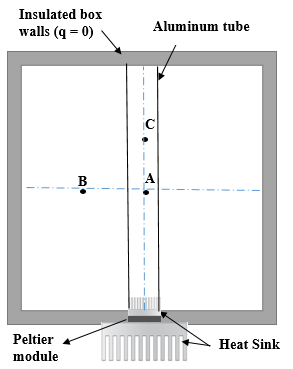 Insulated box
walls (q = 0)
Aluminum tube
C
B
A
Peltier
module
Heat Sink